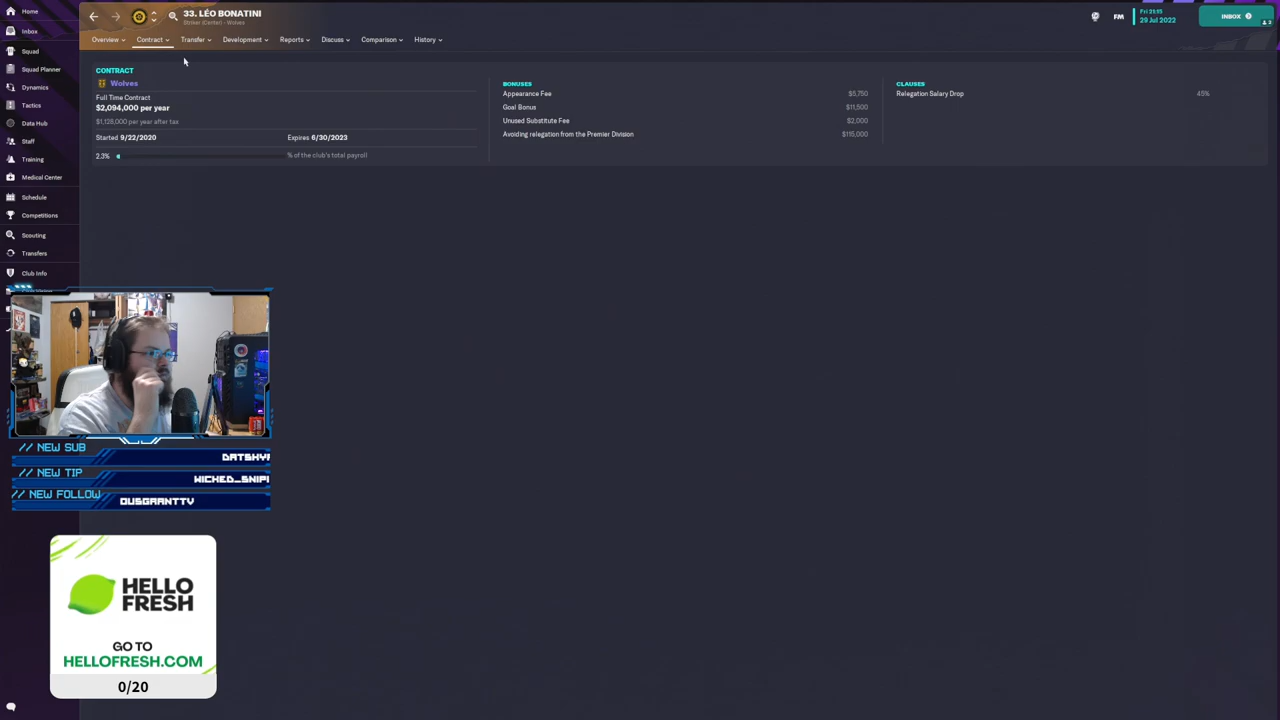 Home
Inbox
Squad
Squad Planner
Dynamics
Tactics
Data Hub
Staff
Training
Medical Center
Schedule
Competitions
Scouting
Transfers
Club Info
33. LÉO BONATINI
Striker (Center) - Wolves
FM
Fri 21:15
29 Jul 2022
INBOX
2
Overview
Contract
Transfer
Development
Reports
Discuss
Comparison
History
CONTRACT
Wolves
Full Time Contract
$2,094,000 per year
$1,128,000 per year after tax
Started 9/22/2020
Expires 6/30/2023
2.3%
% of the club's total payroll
BONUSES
Appearance Fee $5,750
Goal Bonus $11,500
Unused Substitute Fee $2,000
Avoiding relegation from the Premier Division $115,000
CLAUSES
Relegation Salary Drop 45%
// NEW SUB
DATSHY
// NEW TIP
WICKED_SNIPI
// NEW FOLLOW
OUSGRANTTV
HELLO
FRESH
GO TO
HELLOFRESH.COM
0/20